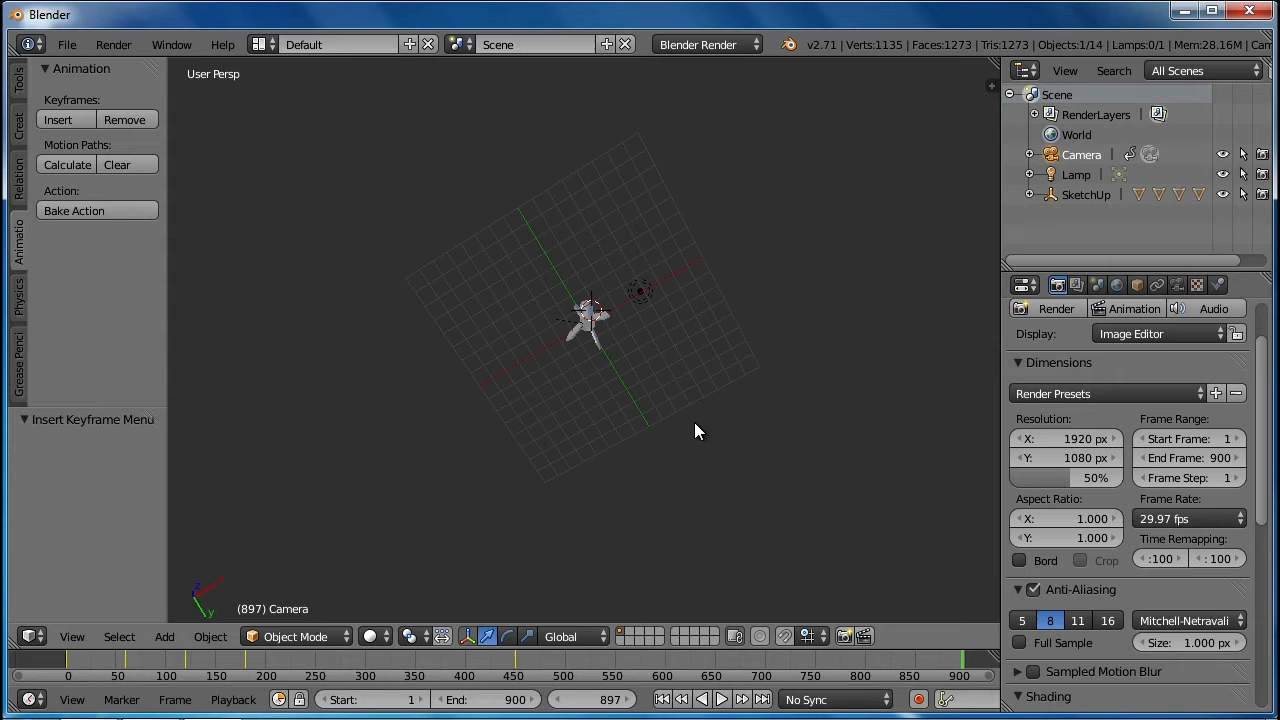 Blender
File Render Window Help Default Scene Blender Render v2.71 | Verts:1135 | Faces:1273 | Tris:1273 | Objects:1/14 | Lamps:0/1 | Mem:28.16M | Cam
Animation
Keyframes:
Insert Remove
Motion Paths:
Calculate Clear
Action:
Bake Action
Insert Keyframe Menu
Tools
Creat
Relation
Animatio
Physics
Grease Penci
User Persp
z x
y
(897) Camera
View Search All Scenes
Scene
RenderLayers
World
Camera
Lamp
SketchUp
Render Animation Audio
Display: Image Editor
Dimensions
Render Presets
Resolution: Frame Range:
X: 1920 px Start Frame: 1
Y: 1080 px End Frame: 900
50% Frame Step: 1
Aspect Ratio: Frame Rate:
X: 1.000 29.97 fps
Y: 1.000 Time Remapping:
Bord Crop :100 : 100
Anti-Aliasing
5 8 11 16 Mitchell-Netravali
Full Sample Size: 1.000 px
Sampled Motion Blur
Shading
View Select Add Object Object Mode Global
0 50 100 150 200 250 300 350 400 450 500 550 600 650 700 750 800 850 900
View Marker Frame Playback Start: 1 End: 900 897 No Sync